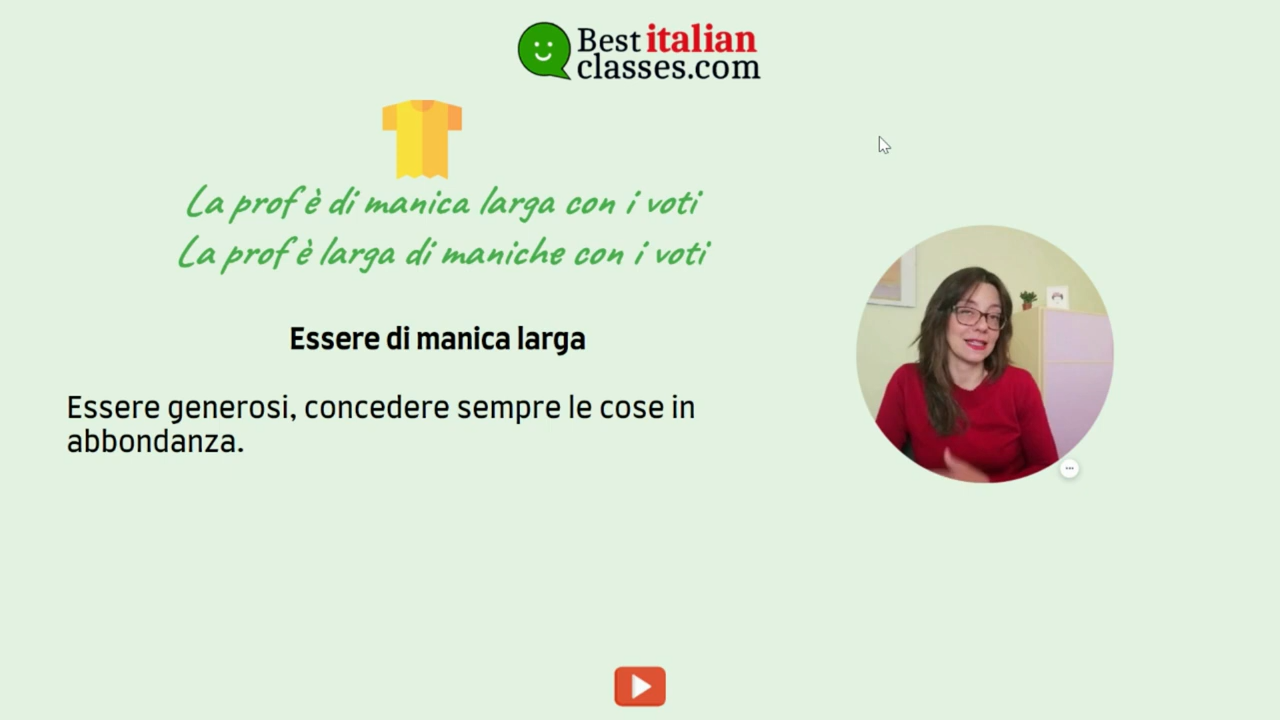 Best italian
classes.com
La prof è di manica larga con i voti
La prof è larga di maniche con i voti
Essere di manica larga
Essere generosi, concedere sempre le cose in
abbondanza.